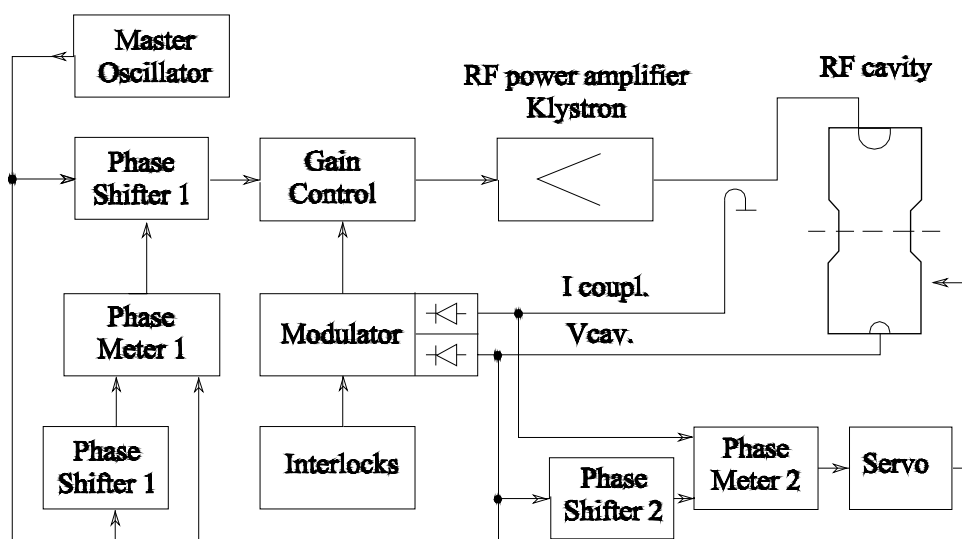 Master
Oscillator
RF power amplifier
Klystron
RF cavity
Phase
Shifter 1
Gain
Control
I coupl.
Vcav.
Phase
Meter 1
Modulator
Phase
Shifter 1
Interlocks
Phase
Shifter 2
Phase
Meter 2
Servo